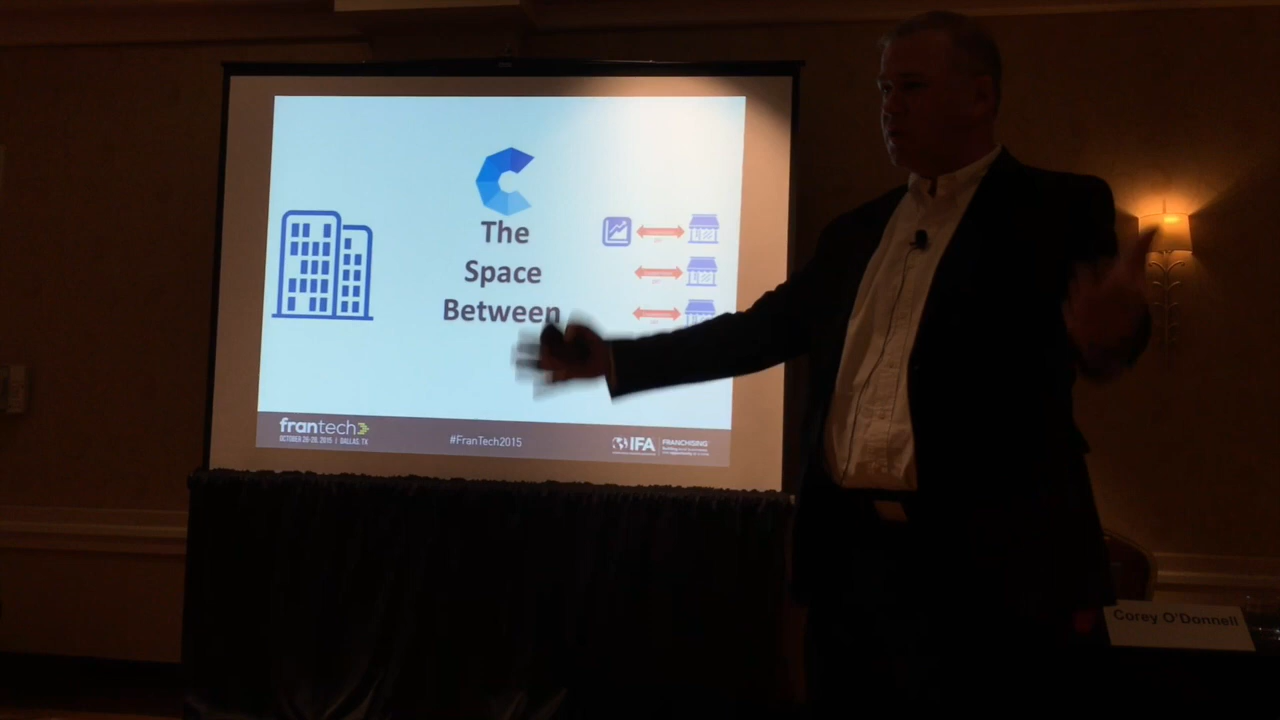 The
Space
Between
frantech
OCTOBER 26-28, 2015 | DALLAS, TX
#FranTech2015
IFA
FRANCHISING
Corey O'Donnell